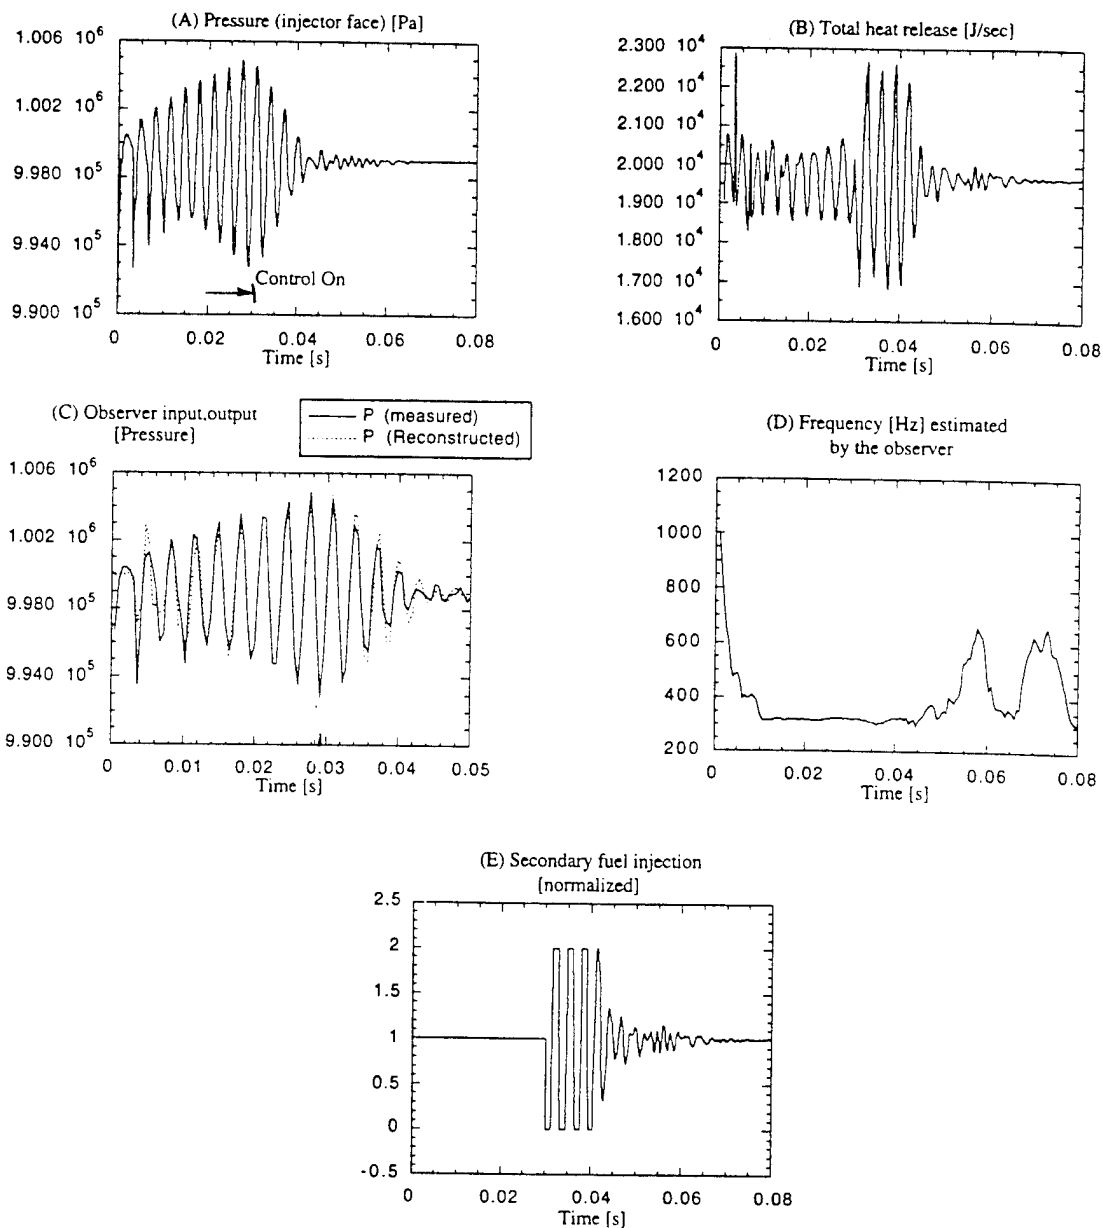 (A) Pressure (injector face) [Pa]
1.006 10^6
1.002 10^6
9.980 10^5
9.940 10^5
9.900 10^5
Control On
0 0.02 0.04 0.06 0.08
Time [s]
(B) Total heat release [J/sec]
2.300 10^4
2.200 10^4
2.100 10^4
2.000 10^4
1.900 10^4
1.800 10^4
1.700 10^4
1.600 10^4
0 0.02 0.04 0.06 0.08
Time [s]
(C) Observer input,output
[Pressure]
P (measured)
P (Reconstructed)
1.006 10^6
1.002 10^6
9.980 10^5
9.940 10^5
9.900 10^5
0 0.01 0.02 0.03 0.04 0.05
Time [s]
(D) Frequency [Hz] estimated
by the observer
1200
1000
800
600
400
200
0 0.02 0.04 0.06 0.08
Time [s]
(E) Secondary fuel injection
[normalized]
2.5
2
1.5
1
0.5
0
-0.5
0 0.02 0.04 0.06 0.08
Time [s]